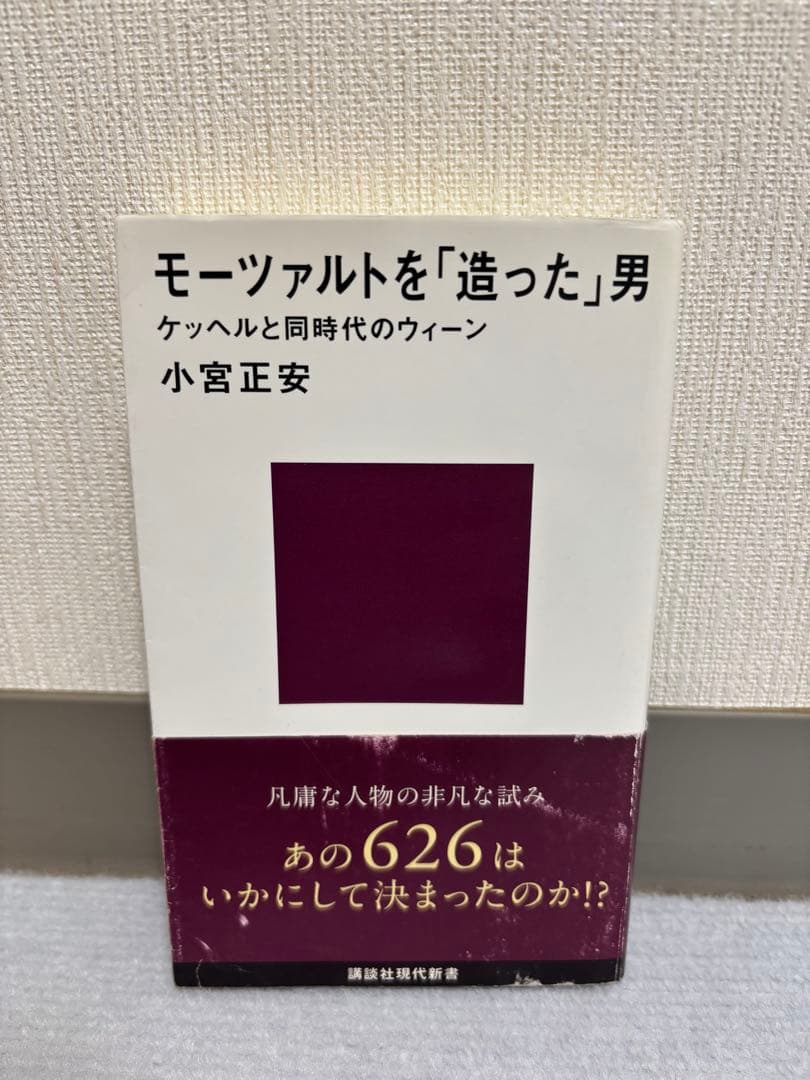 モーツァルトを「造った」男
ケッヘルと同時代のウィーン
小宮正安
凡庸な人物の非凡な試み
あの626は
いかにして決まったのか!?
講談社現代新書